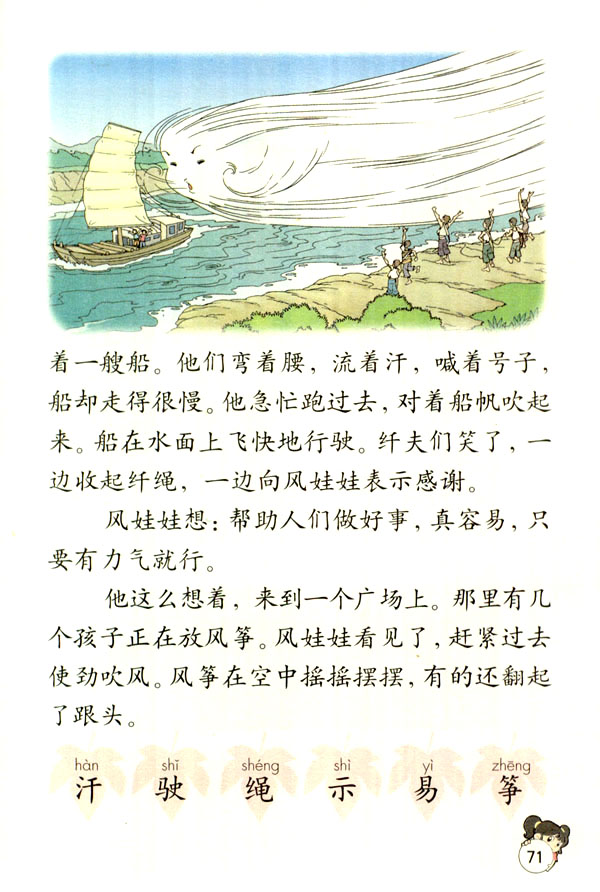 着一艘船。他们弯着腰，流着汗，喊着号子，
船却走得很慢。他急忙跑过去，对着船帆吹起
来。船在水面上飞快地行驶。纤夫们笑了，一
边收起纤绳，一边向风娃娃表示感谢。
风娃娃想：帮助人们做好事，真容易，只
要有力气就行。
他这么想着，来到一个广场上。那里有几
个孩子正在放风筝。风娃娃看见了，赶紧过去
使劲吹风。风筝在空中摇摇摆摆，有的还翻起
了跟头。
hàn shǐ shéng shì yì zhēng
汗 驶 绳 示 易 筝
71